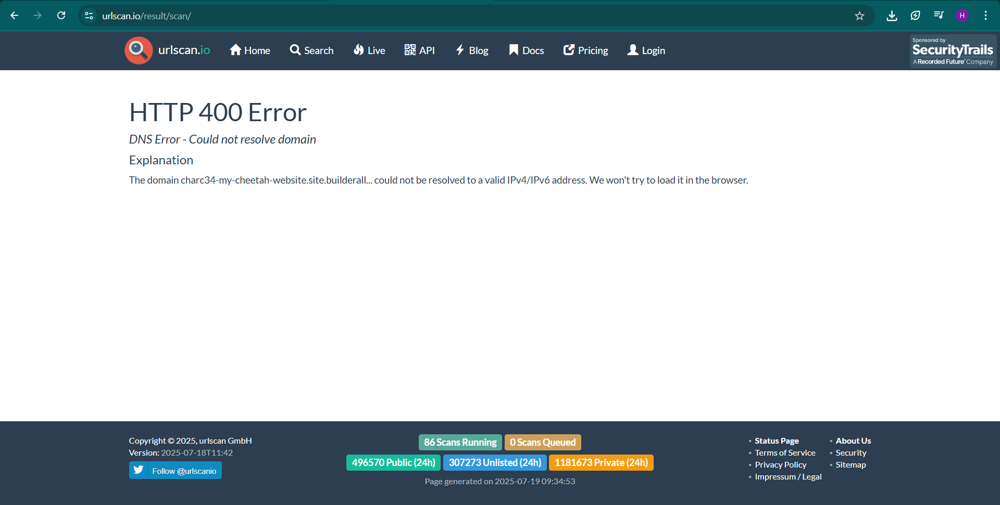 urlscan.io/result/scan/
H
urlscan.io
Home
Search
Live
API
Blog
Docs
Pricing
Login
Sponsored by
SecurityTrails
A Recorded Future® Company
HTTP 400 Error
DNS Error - Could not resolve domain
Explanation
The domain charc34-my-cheetah-website.site.builderall... could not be resolved to a valid IPv4/IPv6 address. We won't try to load it in the browser.
Copyright © 2025, urlscan GmbH
Version: 2025-07-18T11:42
Follow @urlscanio
86 Scans Running 0 Scans Queued
496570 Public (24h) 307273 Unlisted (24h) 1181673 Private (24h)
Page generated on 2025-07-19 09:34:53
Status Page
Terms of Service
Privacy Policy
Impressum / Legal
About Us
Security
Sitemap